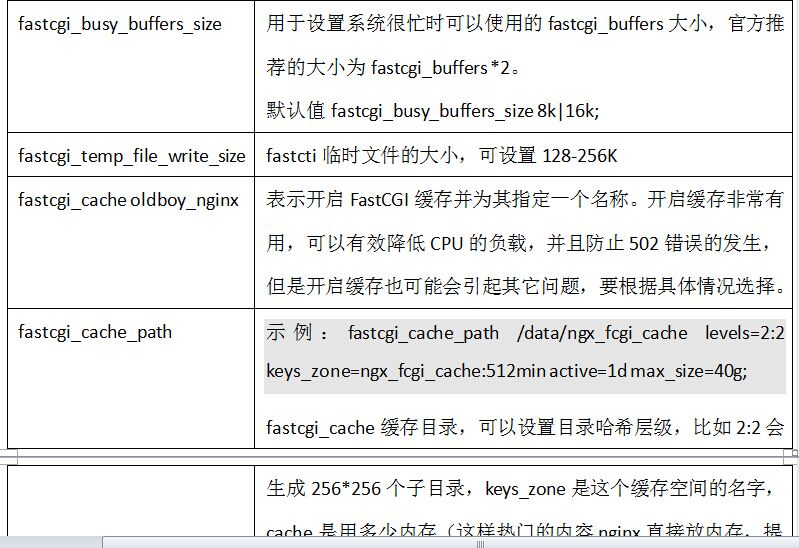 fastcgi_busy_buffers_size
用于设置系统很忙时可以使用的 fastcgi_buffers 大小，官方推
荐的大小为 fastcgi_buffers *2。
默认值 fastcgi_busy_buffers_size 8k|16k;
fastcgi_temp_file_write_size
fastcti 临时文件的大小，可设置 128-256K
fastcgi_cache oldboy_nginx
表示开启 FastCGI 缓存并为其指定一个名称。开启缓存非常有
用，可以有效降低 CPU 的负载，并且防止 502 错误的发生，
但是开启缓存也可能会引起其它问题，要根据具体情况选择。
fastcgi_cache_path
示例： fastcgi_cache_path /data/ngx_fcgi_cache levels=2:2
keys_zone=ngx_fcgi_cache:512min active=1d max_size=40g;
fastcgi_cache 缓存目录，可以设置目录哈希层级，比如 2:2 会
生成 256*256 个子目录，keys_zone 是这个缓存空间的名字，
cache 是用多少内存（这样热门的内容 nginx 直接放内存，提